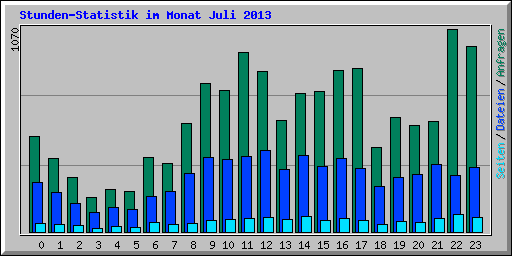 Stunden-Statistik im Monat Juli 2013
1070
Seiten / Dateien / Anfragen
0 1 2 3 4 5 6 7 8 9 10 11 12 13 14 15 16 17 18 19 20 21 22 23